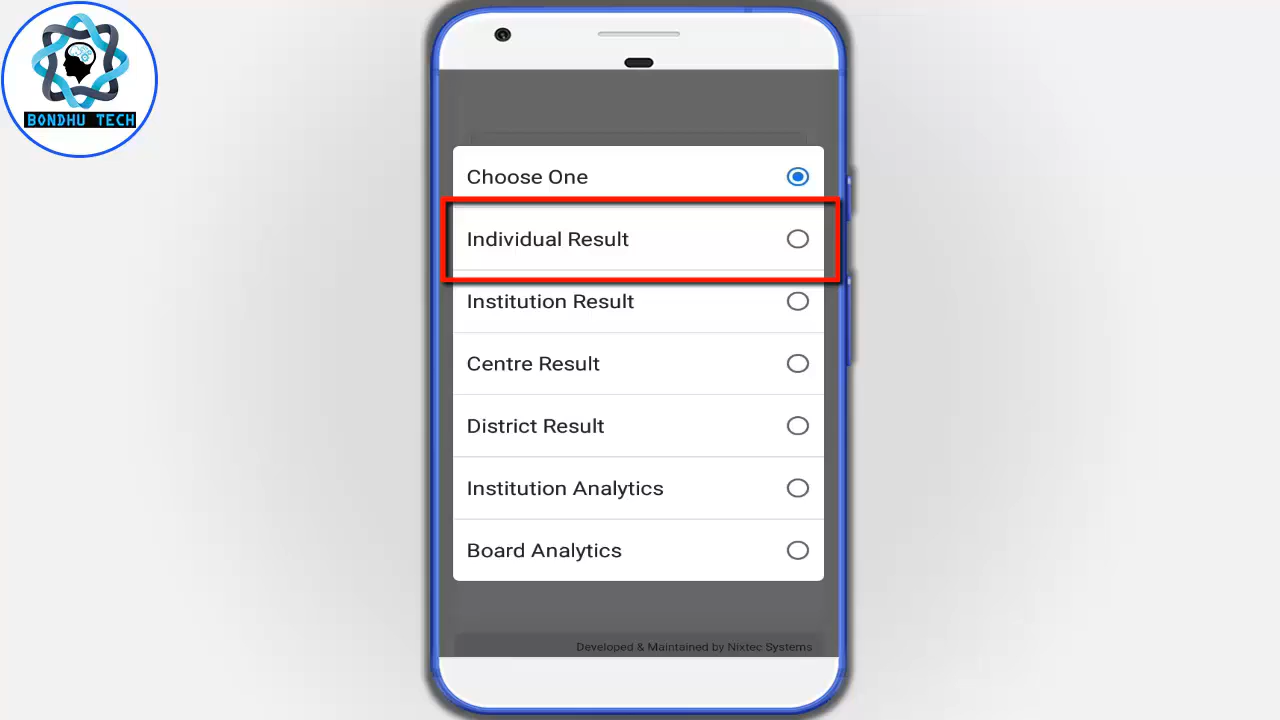 BONDHU TECH
Choose One
Individual Result
Institution Result
Centre Result
District Result
Institution Analytics
Board Analytics
Developed & Maintained by Nixtec Systems